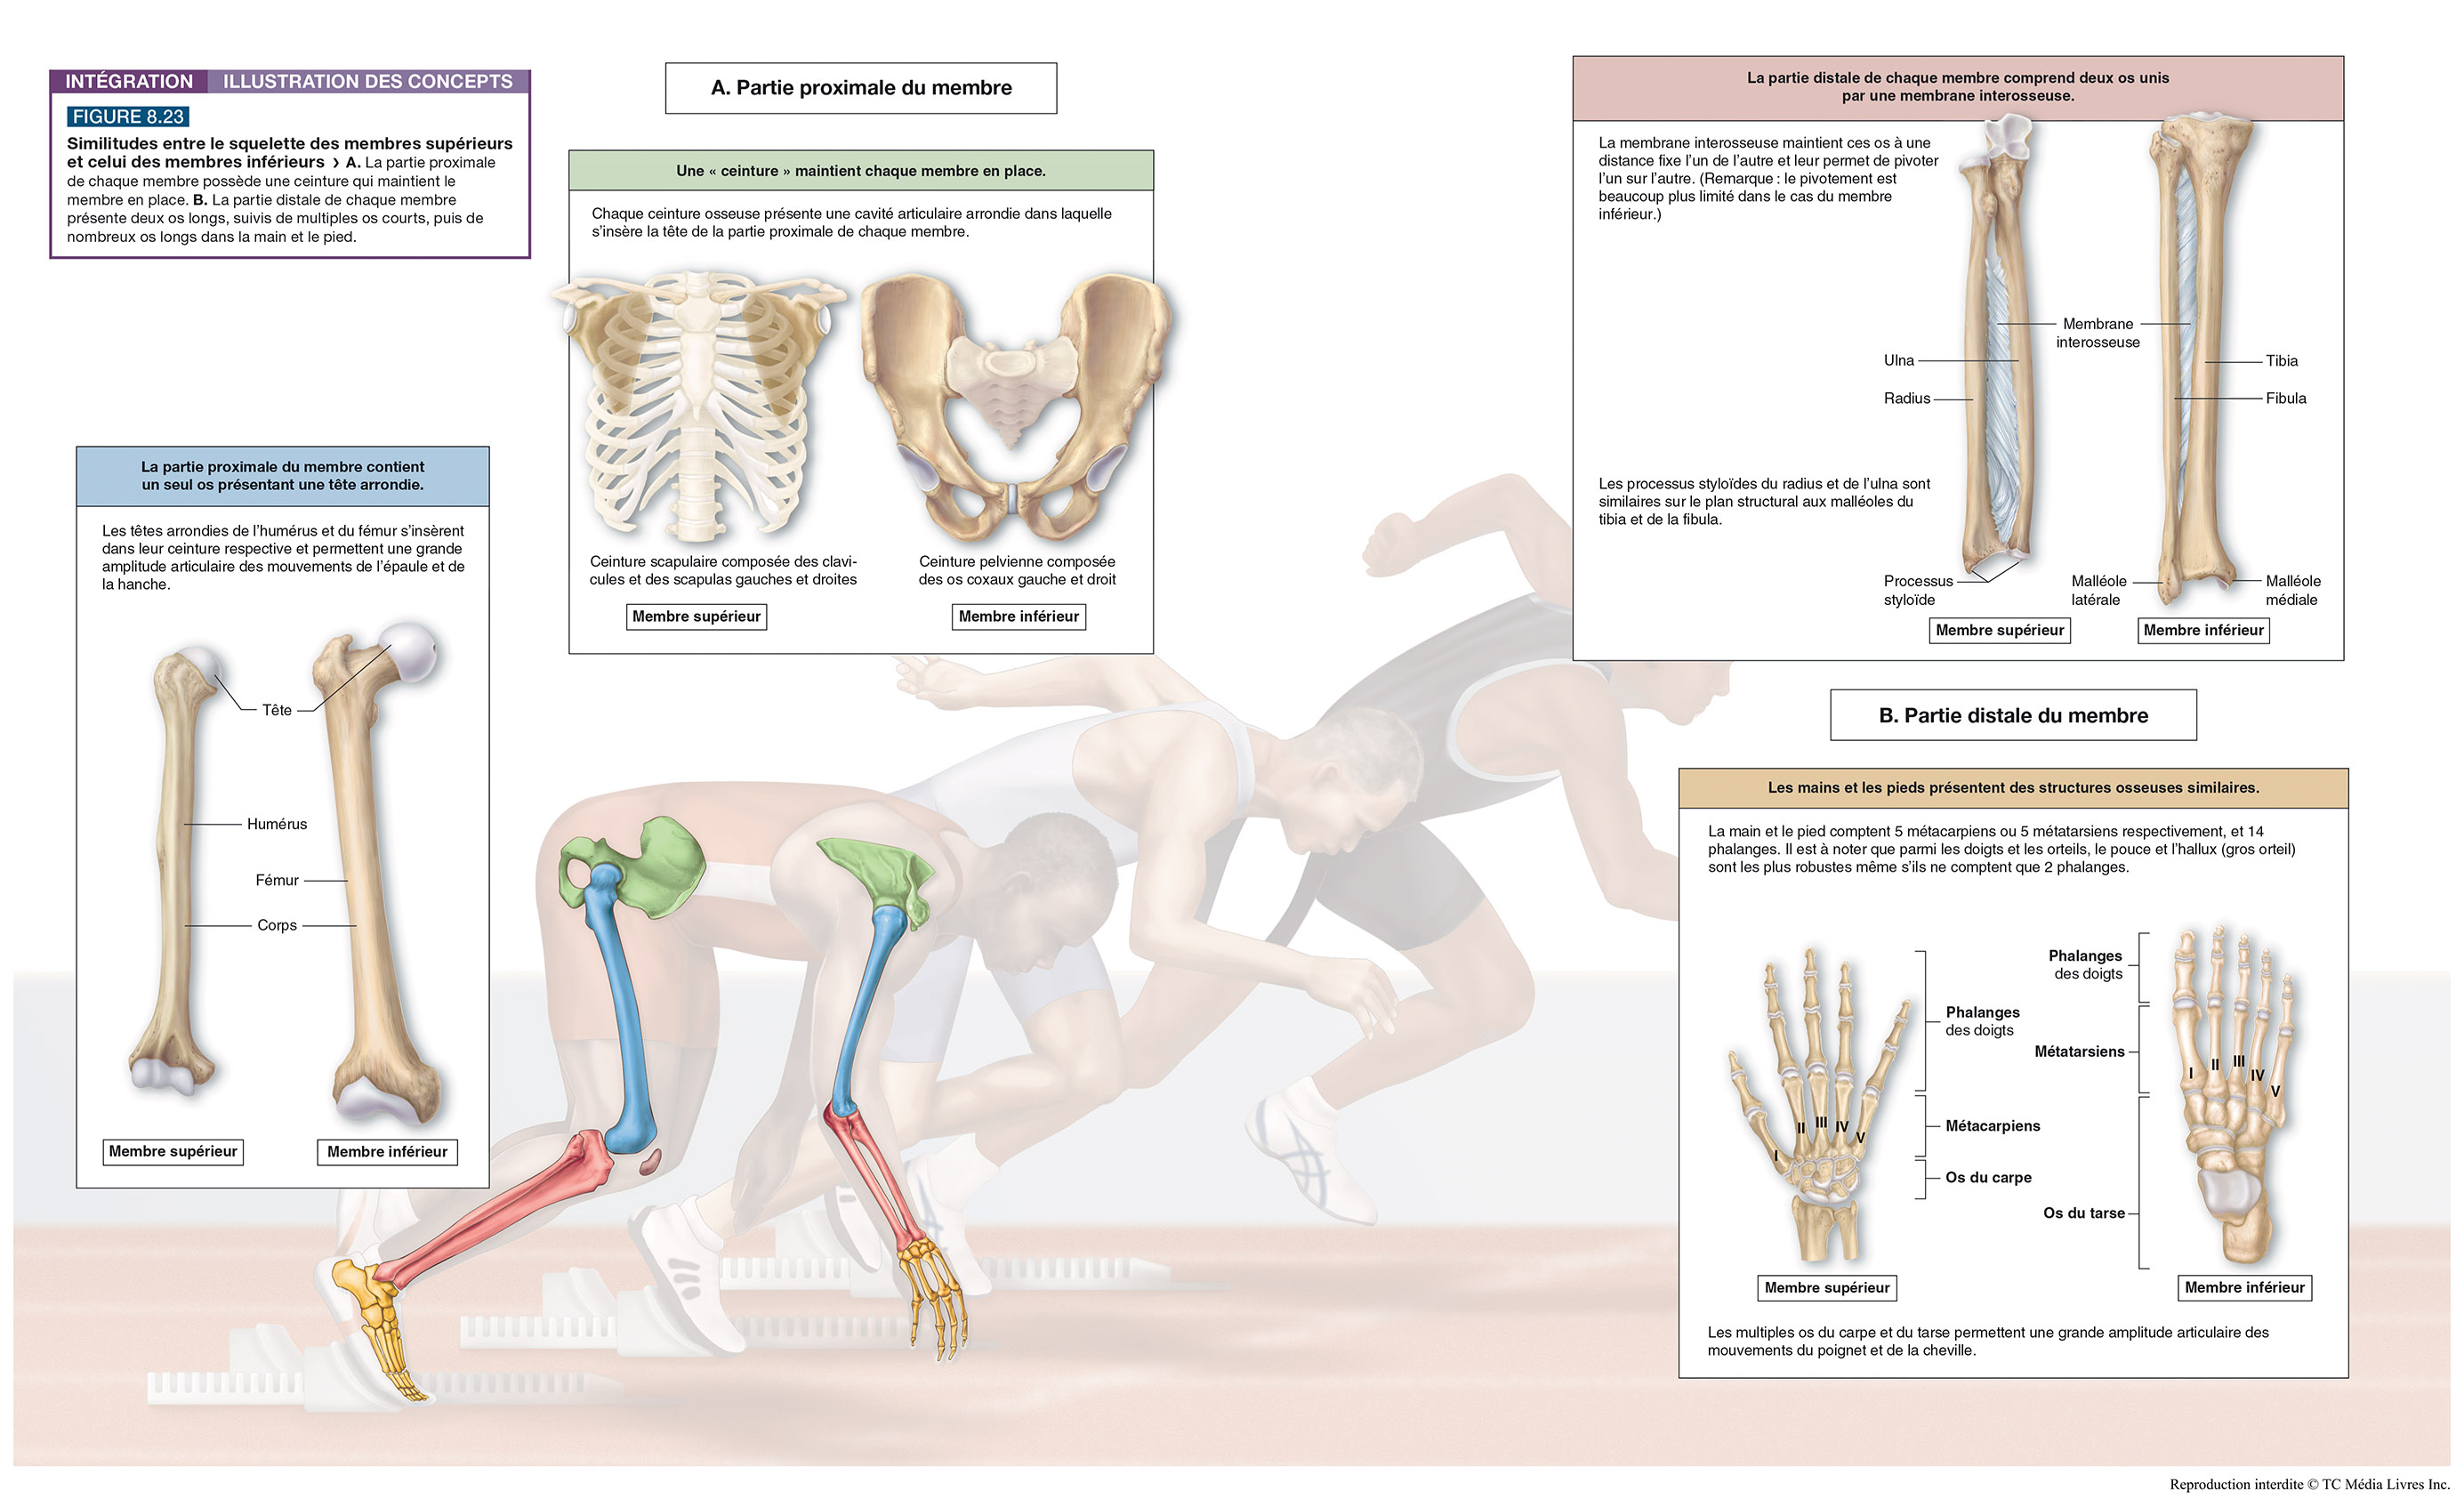 INTÉGRATION ILLUSTRATION DES CONCEPTS
FIGURE 8.23
Similitudes entre le squelette des membres supérieurs
et celui des membres inférieurs › A. La partie proximale
de chaque membre possède une ceinture qui maintient le
membre en place. B. La partie distale de chaque membre
présente deux os longs, suivis de multiples os courts, puis de
nombreux os longs dans la main et le pied.
A. Partie proximale du membre
Une « ceinture » maintient chaque membre en place.
Chaque ceinture osseuse présente une cavité articulaire arrondie dans laquelle
s'insère la tête de la partie proximale de chaque membre.
Ceinture scapulaire composée des clavi-
cules et des scapulas gauches et droites
Membre supérieur
Ceinture pelvienne composée
des os coxaux gauche et droit
Membre inférieur
La partie proximale du membre contient
un seul os présentant une tête arrondie.
Les têtes arrondies de l'humérus et du fémur s'insèrent
dans leur ceinture respective et permettent une grande
amplitude articulaire des mouvements de l'épaule et de
la hanche.
Tête
Humérus
Fémur
Corps
Membre supérieur
Membre inférieur
La partie distale de chaque membre comprend deux os unis
par une membrane interosseuse.
La membrane interosseuse maintient ces os à une
distance fixe l'un de l'autre et leur permet de pivoter
l'un sur l'autre. (Remarque : le pivotement est
beaucoup plus limité dans le cas du membre
inférieur.)
Membrane
interosseuse
Ulna
Tibia
Radius
Fibula
Les processus styloïdes du radius et de l'ulna sont
similaires sur le plan structural aux malléoles du
tibia et de la fibula.
Processus
styloïde
Malléole
latérale
Malléole
médiale
Membre supérieur
Membre inférieur
B. Partie distale du membre
Les mains et les pieds présentent des structures osseuses similaires.
La main et le pied comptent 5 métacarpiens ou 5 métatarsiens respectivement, et 14
phalanges. Il est à noter que parmi les doigts et les orteils, le pouce et l'hallux (gros orteil)
sont les plus robustes même s'ils ne comptent que 2 phalanges.
Phalanges
des doigts
Métacarpiens
Os du carpe
I
II
III
IV
V
Membre supérieur
Phalanges
des doigts
Métatarsiens
Os du tarse
I
II
III
IV
V
Membre inférieur
Les multiples os du carpe et du tarse permettent une grande amplitude articulaire des
mouvements du poignet et de la cheville.
Reproduction interdite © TC Média Livres Inc.